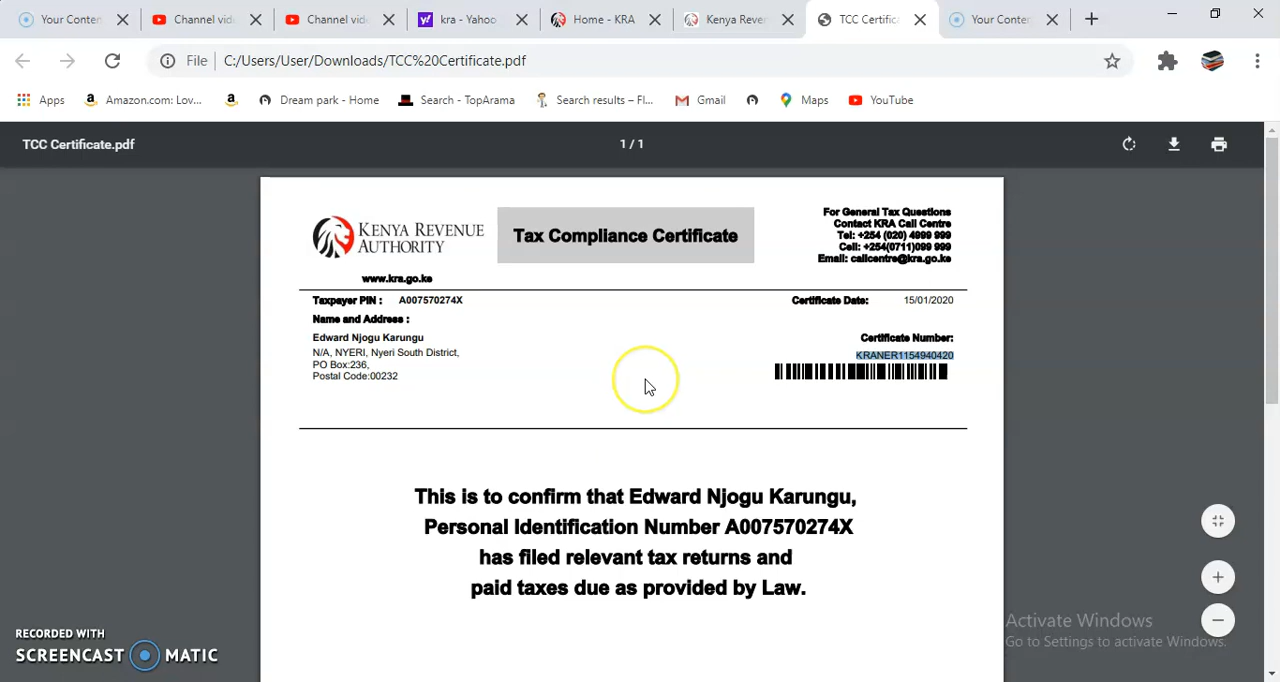 Your Conten
Channel vide
Channel vide
kra - Yahoo
Home - KRA
Kenya Rever
TCC Certific
Your Conten
File
C:/Users/User/Downloads/TCC%20Certificate.pdf
Apps
Amazon.com: Lov...
Dream park - Home
Search - TopArama
Search results – Fl...
Gmail
Maps
YouTube
TCC Certificate.pdf
1 / 1
KENYA REVENUE
AUTHORITY
www.kra.go.ke
Tax Compliance Certificate
For General Tax Questions
Contact KRA Call Centre
Tel: +254 (020) 4999 999
Cell: +254(0711)099 999
Email: callcentre@kra.go.ke
Taxpayer PIN : A007570274X
Certificate Date: 15/01/2020
Name and Address :
Edward Njogu Karungu
N/A, NYERI, Nyeri South District,
PO Box:236,
Postal Code:00232
Certificate Number:
KRANER1154940420
This is to confirm that Edward Njogu Karungu,
Personal Identification Number A007570274X
has filed relevant tax returns and
paid taxes due as provided by Law.
Activate Windows
Go to Settings to activate Windows.
RECORDED WITH
SCREENCAST MATIC